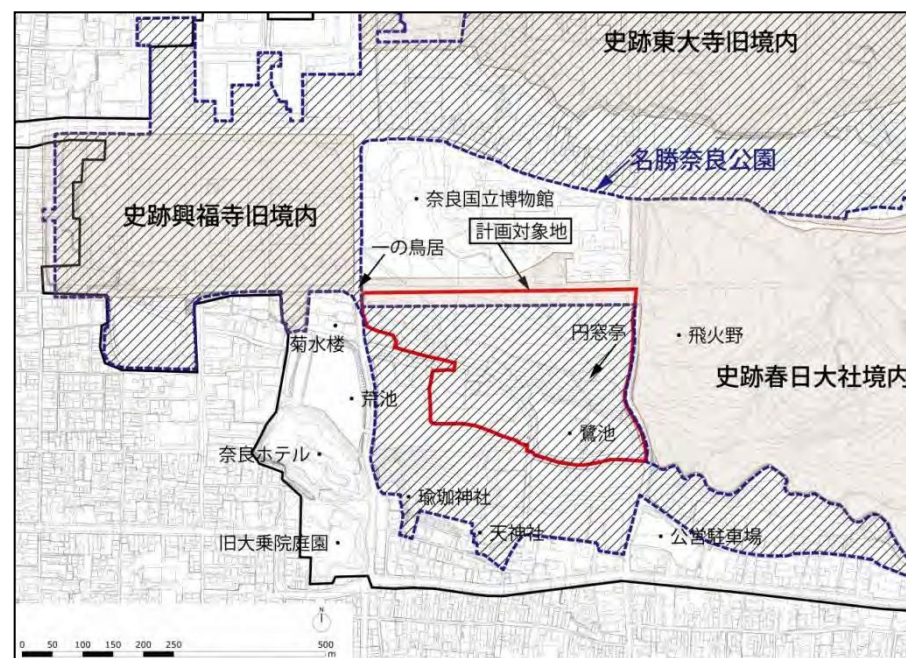 史跡東大寺旧境内
名勝奈良公園
奈良国立博物館
史跡興福寺旧境内
計画対象地
一の鳥居
円窓亭
飛火野
菊水楼
史跡春日大社境内
荒池
鷺池
奈良ホテル
瑜珈神社
天神社
公営駐車場
旧大乗院庭園
N
0 50 100 150 200 250 500
m